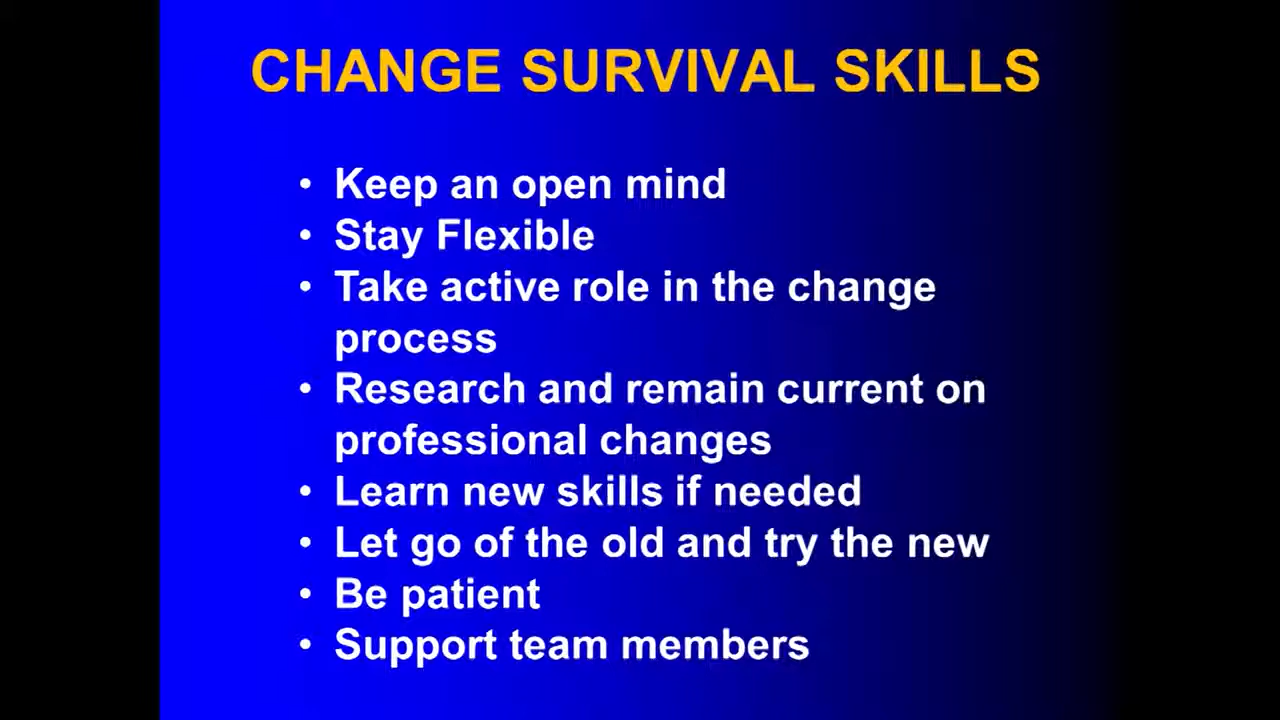 CHANGE SURVIVAL SKILLS
• Keep an open mind
• Stay Flexible
• Take active role in the change
process
• Research and remain current on
professional changes
• Learn new skills if needed
• Let go of the old and try the new
• Be patient
• Support team members